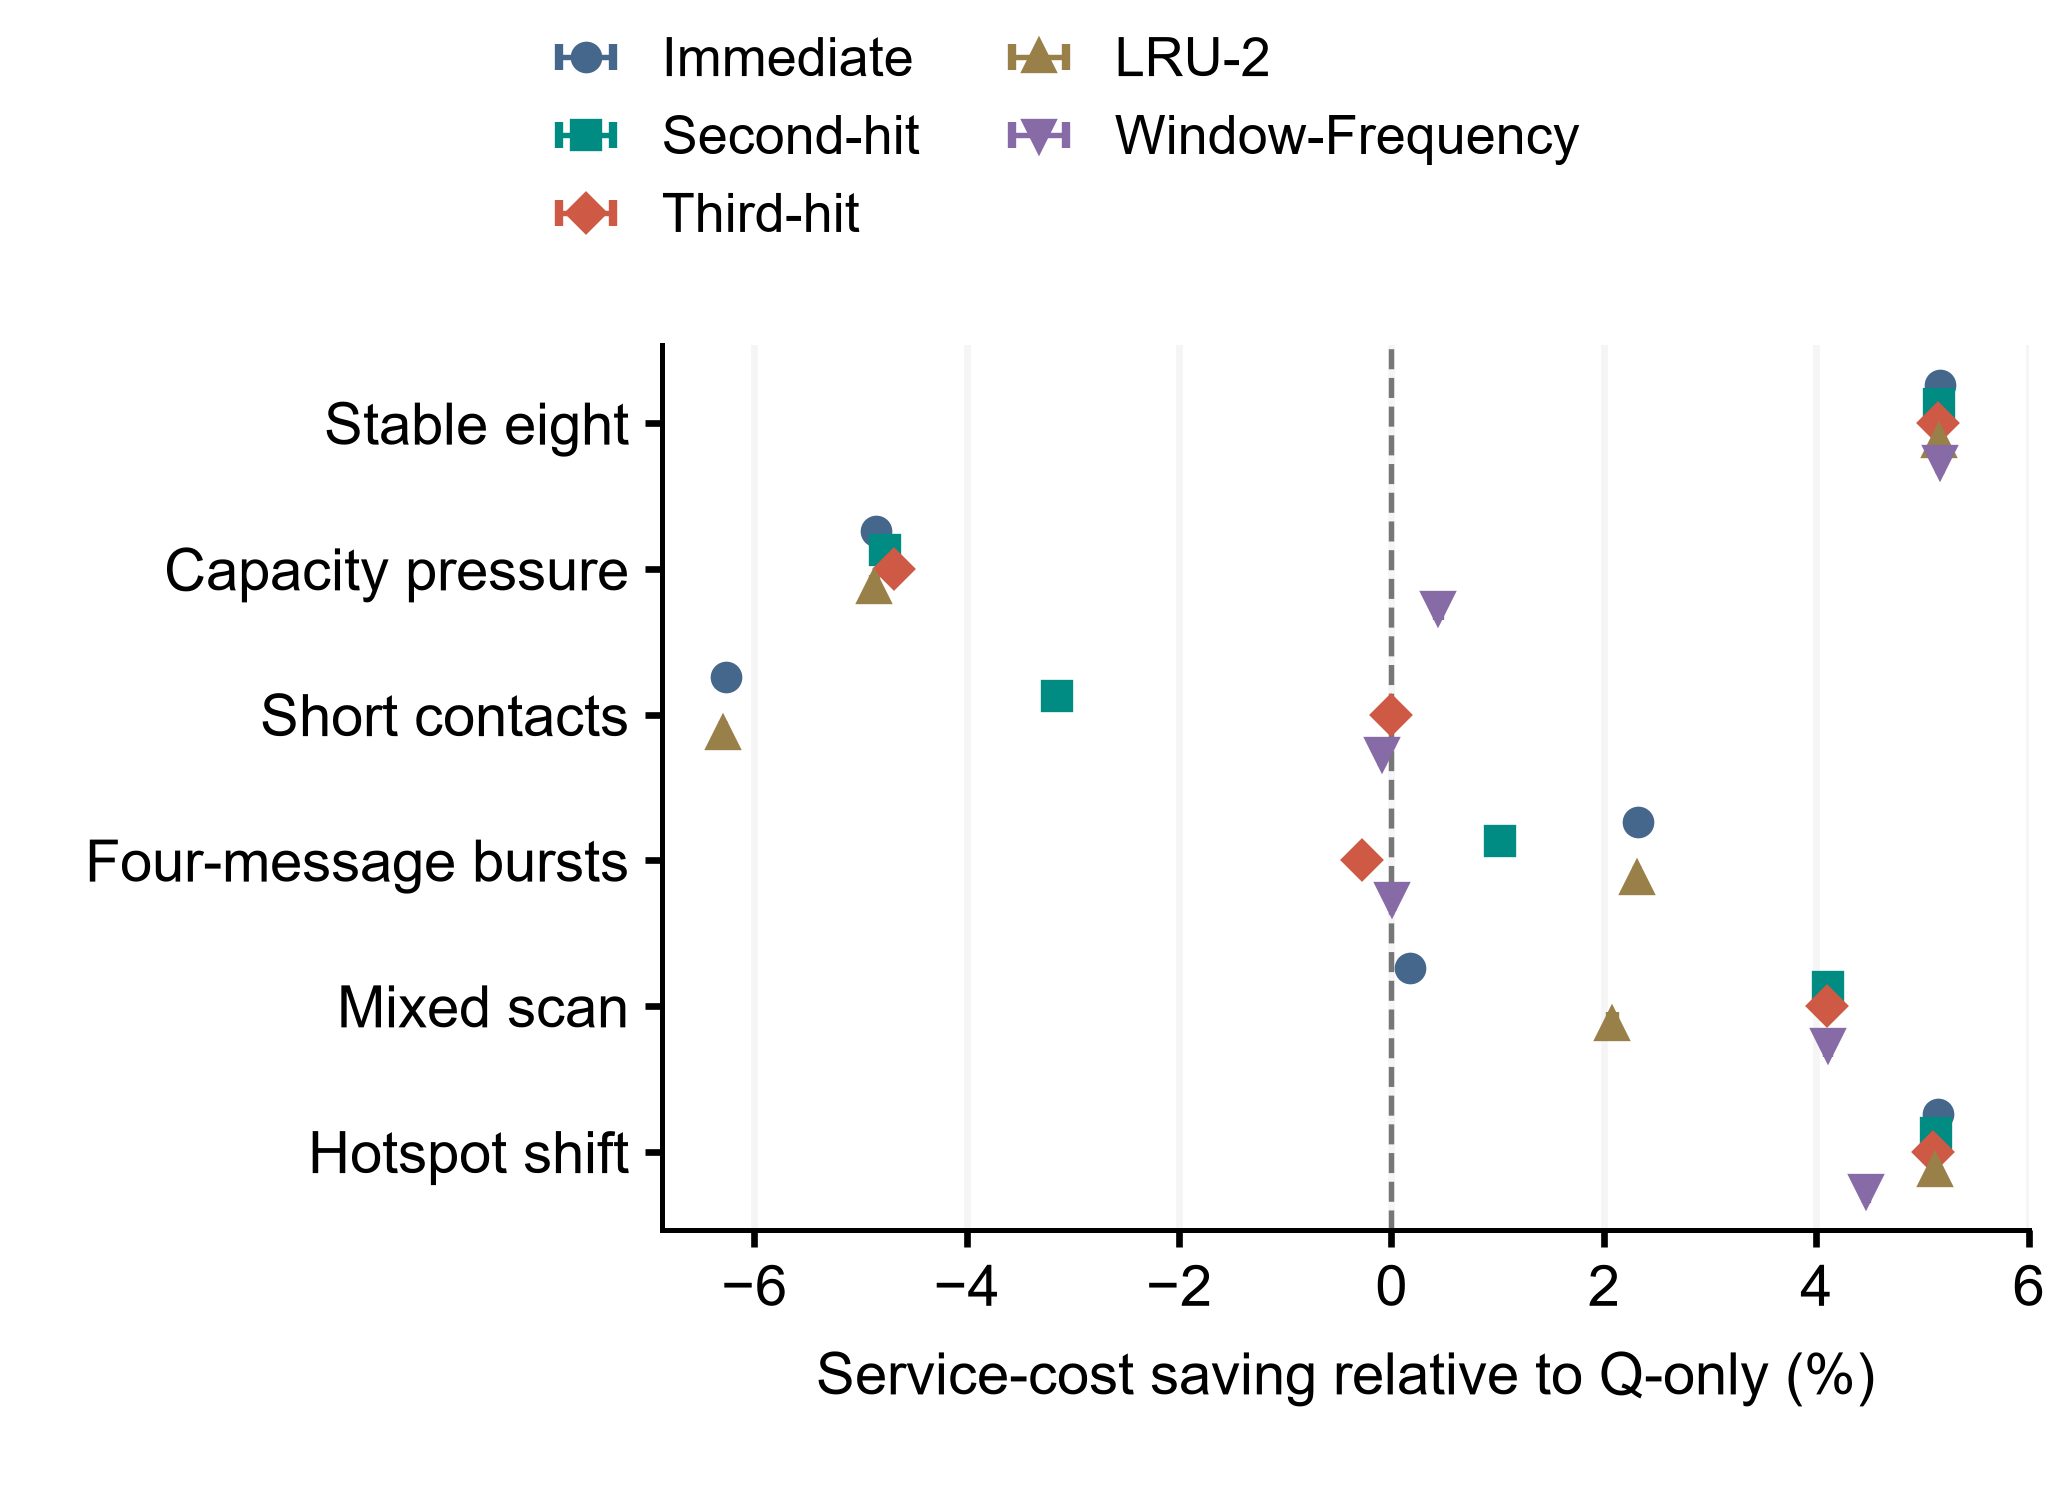 Immediate
Second-hit
Third-hit
LRU-2
Window-Frequency
Stable eight
Capacity pressure
Short contacts
Four-message bursts
Mixed scan
Hotspot shift
−6 −4 −2 0 2 4 6
Service-cost saving relative to Q-only (%)